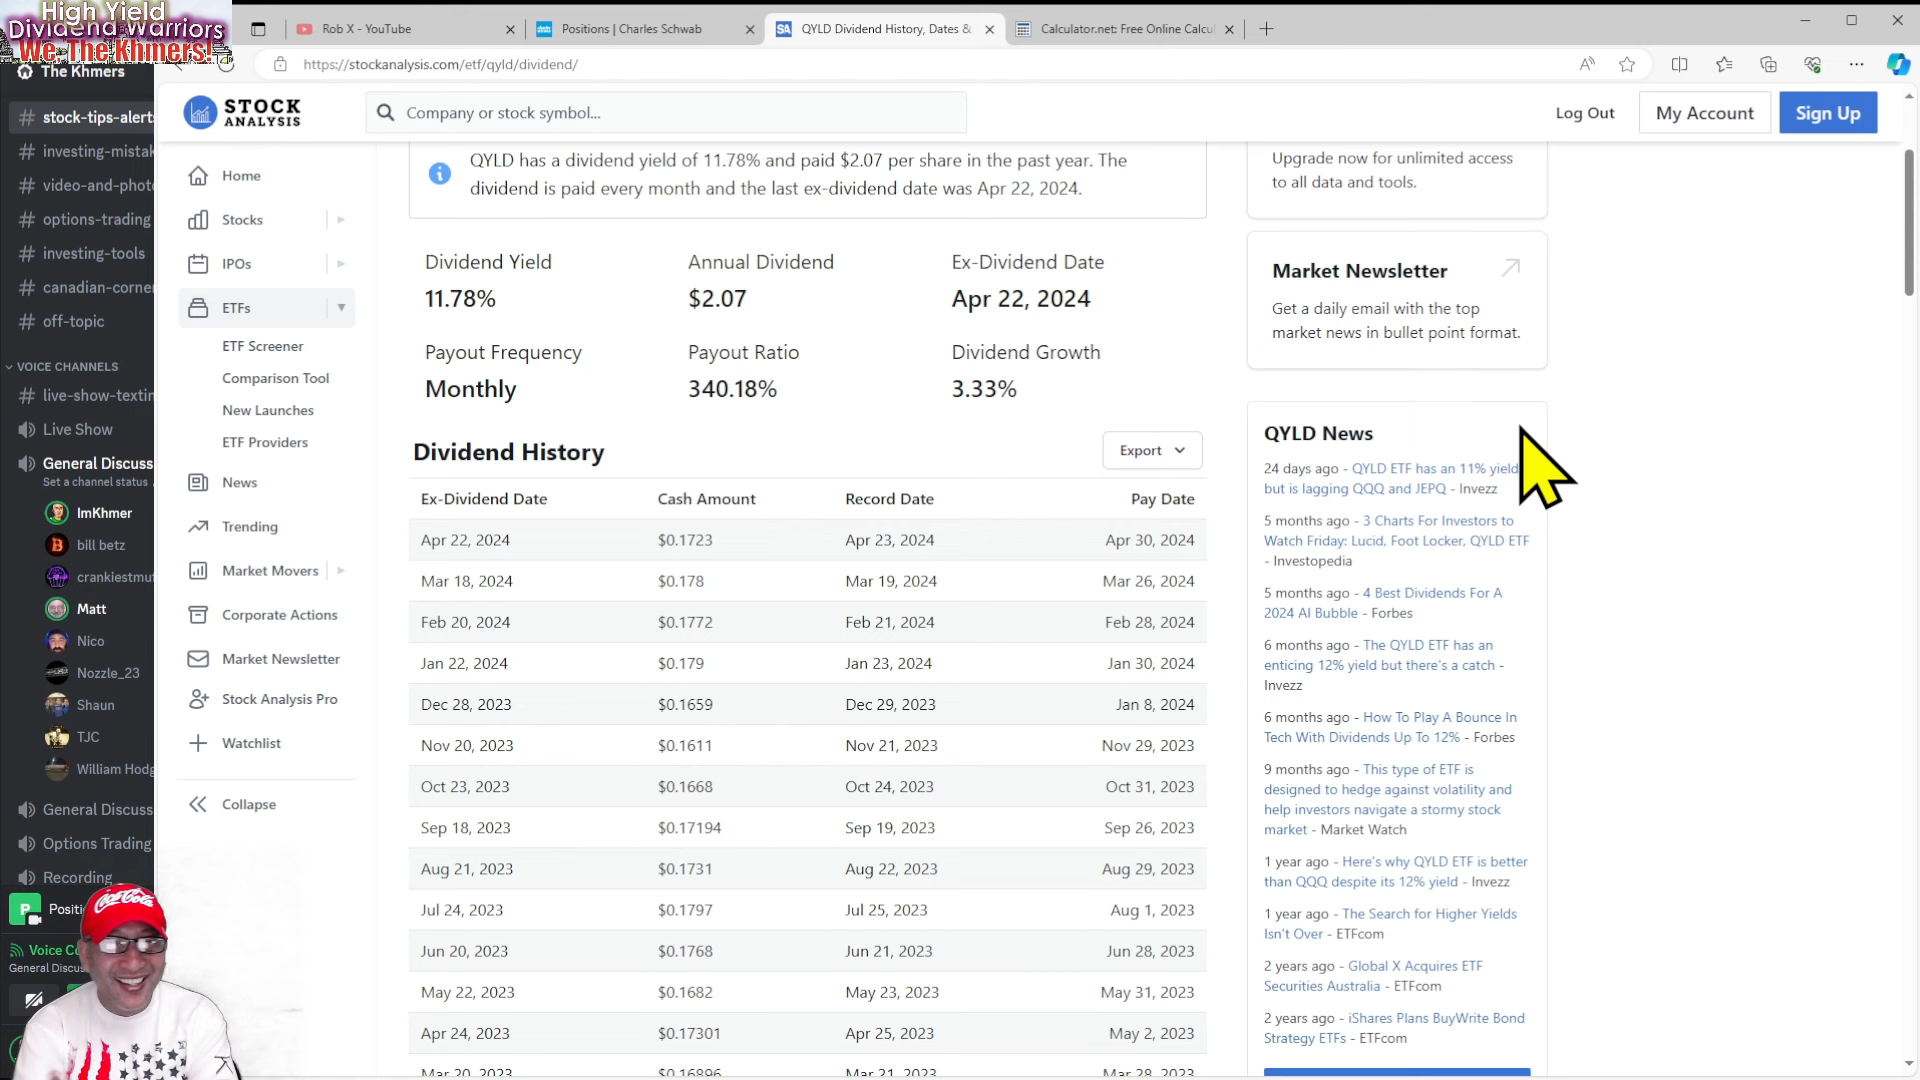 High Yield
Dividend Warriors
We The Khmers!
Rob X - YouTube
Positions | Charles Schwab
QYLD Dividend History, Dates &
Calculator.net: Free Online Calcu
https://stockanalysis.com/etf/qyld/dividend/
The Khmers
# stock-tips-alert
# investing-mistak
# video-and-phot
# options-trading
# investing-tools
# canadian-corne
# off-topic
VOICE CHANNELS
# live-show-textin
Live Show
General Discuss
Set a channel status
ImKhmer
bill betz
crankiestmu
Matt
Nico
Nozzle_23
Shaun
TJC
William Hodg
General Discuss
Options Trading
Recording
P
Positi
Voice Co
General Discus
Coca-Cola
STOCK
ANALYSIS
Company or stock symbol...
Log Out
My Account
Sign Up
Home
Stocks
IPOs
ETFs
ETF Screener
Comparison Tool
New Launches
ETF Providers
News
Trending
Market Movers
Corporate Actions
Market Newsletter
Stock Analysis Pro
Watchlist
Collapse
QYLD has a dividend yield of 11.78% and paid $2.07 per share in the past year. The
dividend is paid every month and the last ex-dividend date was Apr 22, 2024.
Dividend Yield Annual Dividend Ex-Dividend Date
11.78% $2.07 Apr 22, 2024
Payout Frequency Payout Ratio Dividend Growth
Monthly 340.18% 3.33%
Dividend History
Export
Ex-Dividend Date Cash Amount Record Date Pay Date
Apr 22, 2024 $0.1723 Apr 23, 2024 Apr 30, 2024
Mar 18, 2024 $0.178 Mar 19, 2024 Mar 26, 2024
Feb 20, 2024 $0.1772 Feb 21, 2024 Feb 28, 2024
Jan 22, 2024 $0.179 Jan 23, 2024 Jan 30, 2024
Dec 28, 2023 $0.1659 Dec 29, 2023 Jan 8, 2024
Nov 20, 2023 $0.1611 Nov 21, 2023 Nov 29, 2023
Oct 23, 2023 $0.1668 Oct 24, 2023 Oct 31, 2023
Sep 18, 2023 $0.17194 Sep 19, 2023 Sep 26, 2023
Aug 21, 2023 $0.1731 Aug 22, 2023 Aug 29, 2023
Jul 24, 2023 $0.1797 Jul 25, 2023 Aug 1, 2023
Jun 20, 2023 $0.1768 Jun 21, 2023 Jun 28, 2023
May 22, 2023 $0.1682 May 23, 2023 May 31, 2023
Apr 24, 2023 $0.17301 Apr 25, 2023 May 2, 2023
Mar 20, 2023 $0.16896 Mar 21, 2023 Mar 28, 2023
Upgrade now for unlimited access
to all data and tools.
Market Newsletter
Get a daily email with the top
market news in bullet point format.
QYLD News
24 days ago - QYLD ETF has an 11% yield
but is lagging QQQ and JEPQ - Invezz
5 months ago - 3 Charts For Investors to
Watch Friday: Lucid, Foot Locker, QYLD ETF
- Investopedia
5 months ago - 4 Best Dividends For A
2024 AI Bubble - Forbes
6 months ago - The QYLD ETF has an
enticing 12% yield but there's a catch -
Invezz
6 months ago - How To Play A Bounce In
Tech With Dividends Up To 12% - Forbes
9 months ago - This type of ETF is
designed to hedge against volatility and
help investors navigate a stormy stock
market - Market Watch
1 year ago - Here's why QYLD ETF is better
than QQQ despite its 12% yield - Invezz
1 year ago - The Search for Higher Yields
Isn't Over - ETFcom
2 years ago - Global X Acquires ETF
Securities Australia - ETFcom
2 years ago - iShares Plans BuyWrite Bond
Strategy ETFs - ETFcom